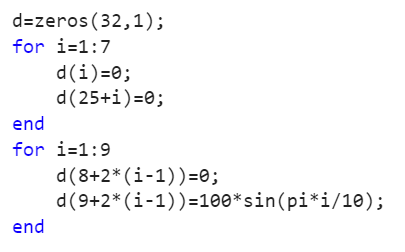 d=zeros(32,1);
for i=1:7
    d(i)=0;
    d(25+i)=0;
end
for i=1:9
    d(8+2*(i-1))=0;
    d(9+2*(i-1))=100*sin(pi*i/10);
end